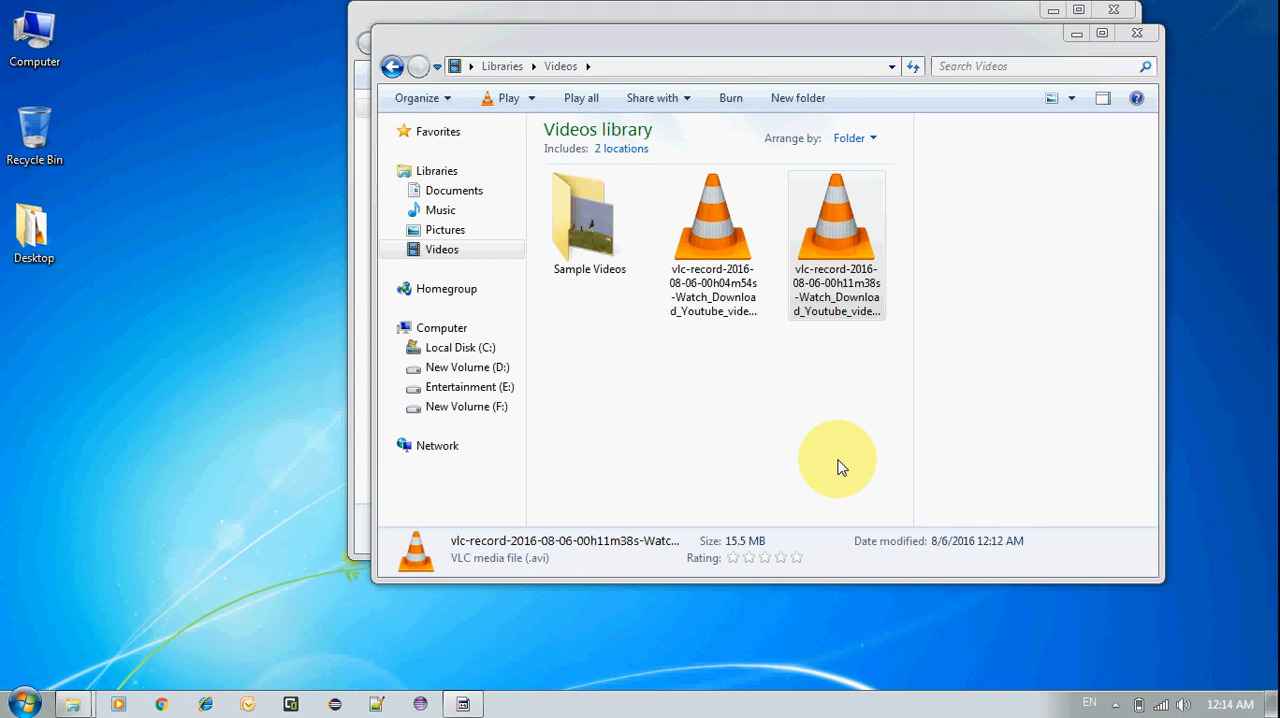 Computer
Recycle Bin
Desktop
Libraries
Videos
Search Videos
Organize
Play
Play all
Share with
Burn
New folder
Favorites
Libraries
Documents
Music
Pictures
Videos
Homegroup
Computer
Local Disk (C:)
New Volume (D:)
Entertainment (E:)
New Volume (F:)
Network
Videos library
Includes: 2 locations
Arrange by: Folder
Sample Videos
vlc-record-2016-
08-06-00h04m54s
-Watch_Downloa
d_Youtube_vide...
vlc-record-2016-
08-06-00h11m38s
-Watch_Downloa
d_Youtube_vide...
vlc-record-2016-08-06-00h11m38s-Watc...
VLC media file (.avi)
Size: 15.5 MB
Rating:
Date modified: 8/6/2016 12:12 AM
EN
12:14 AM